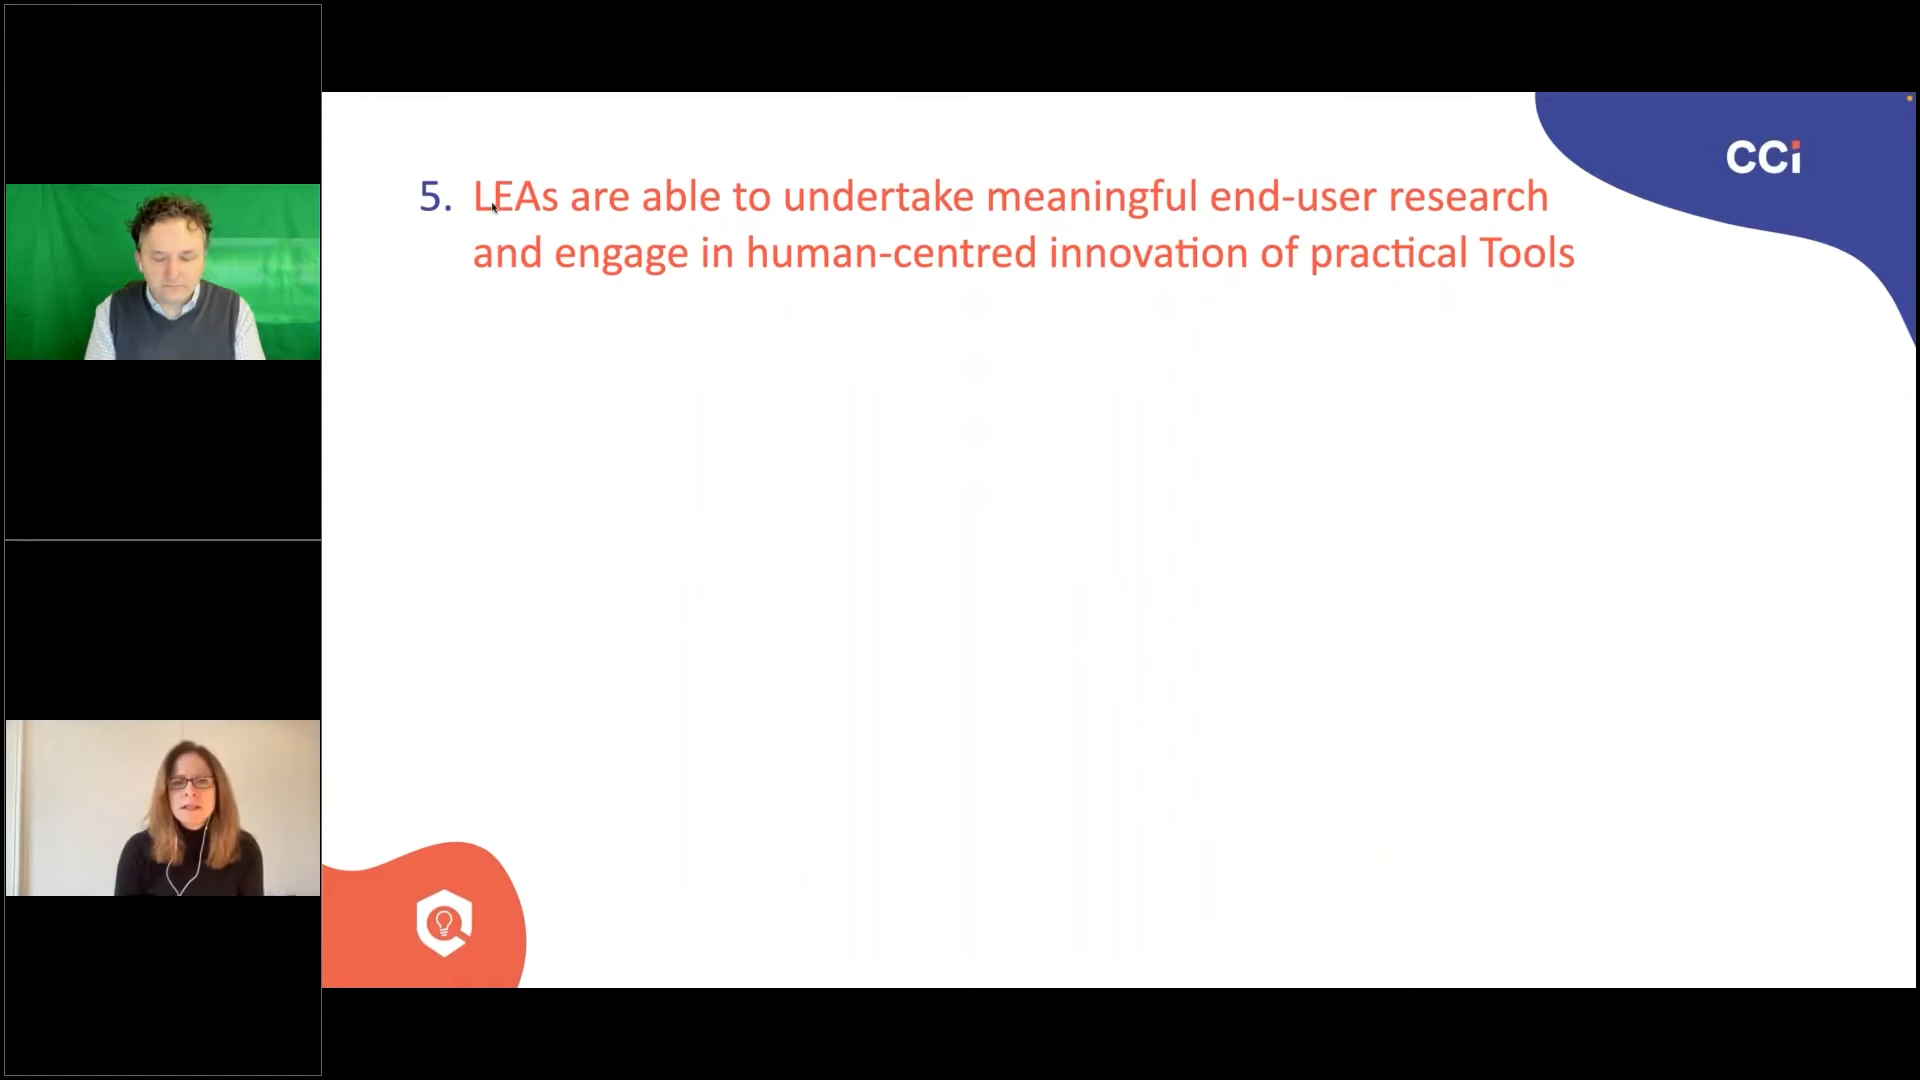 CCi
5. LEAs are able to undertake meaningful end-user research
and engage in human-centred innovation of practical Tools